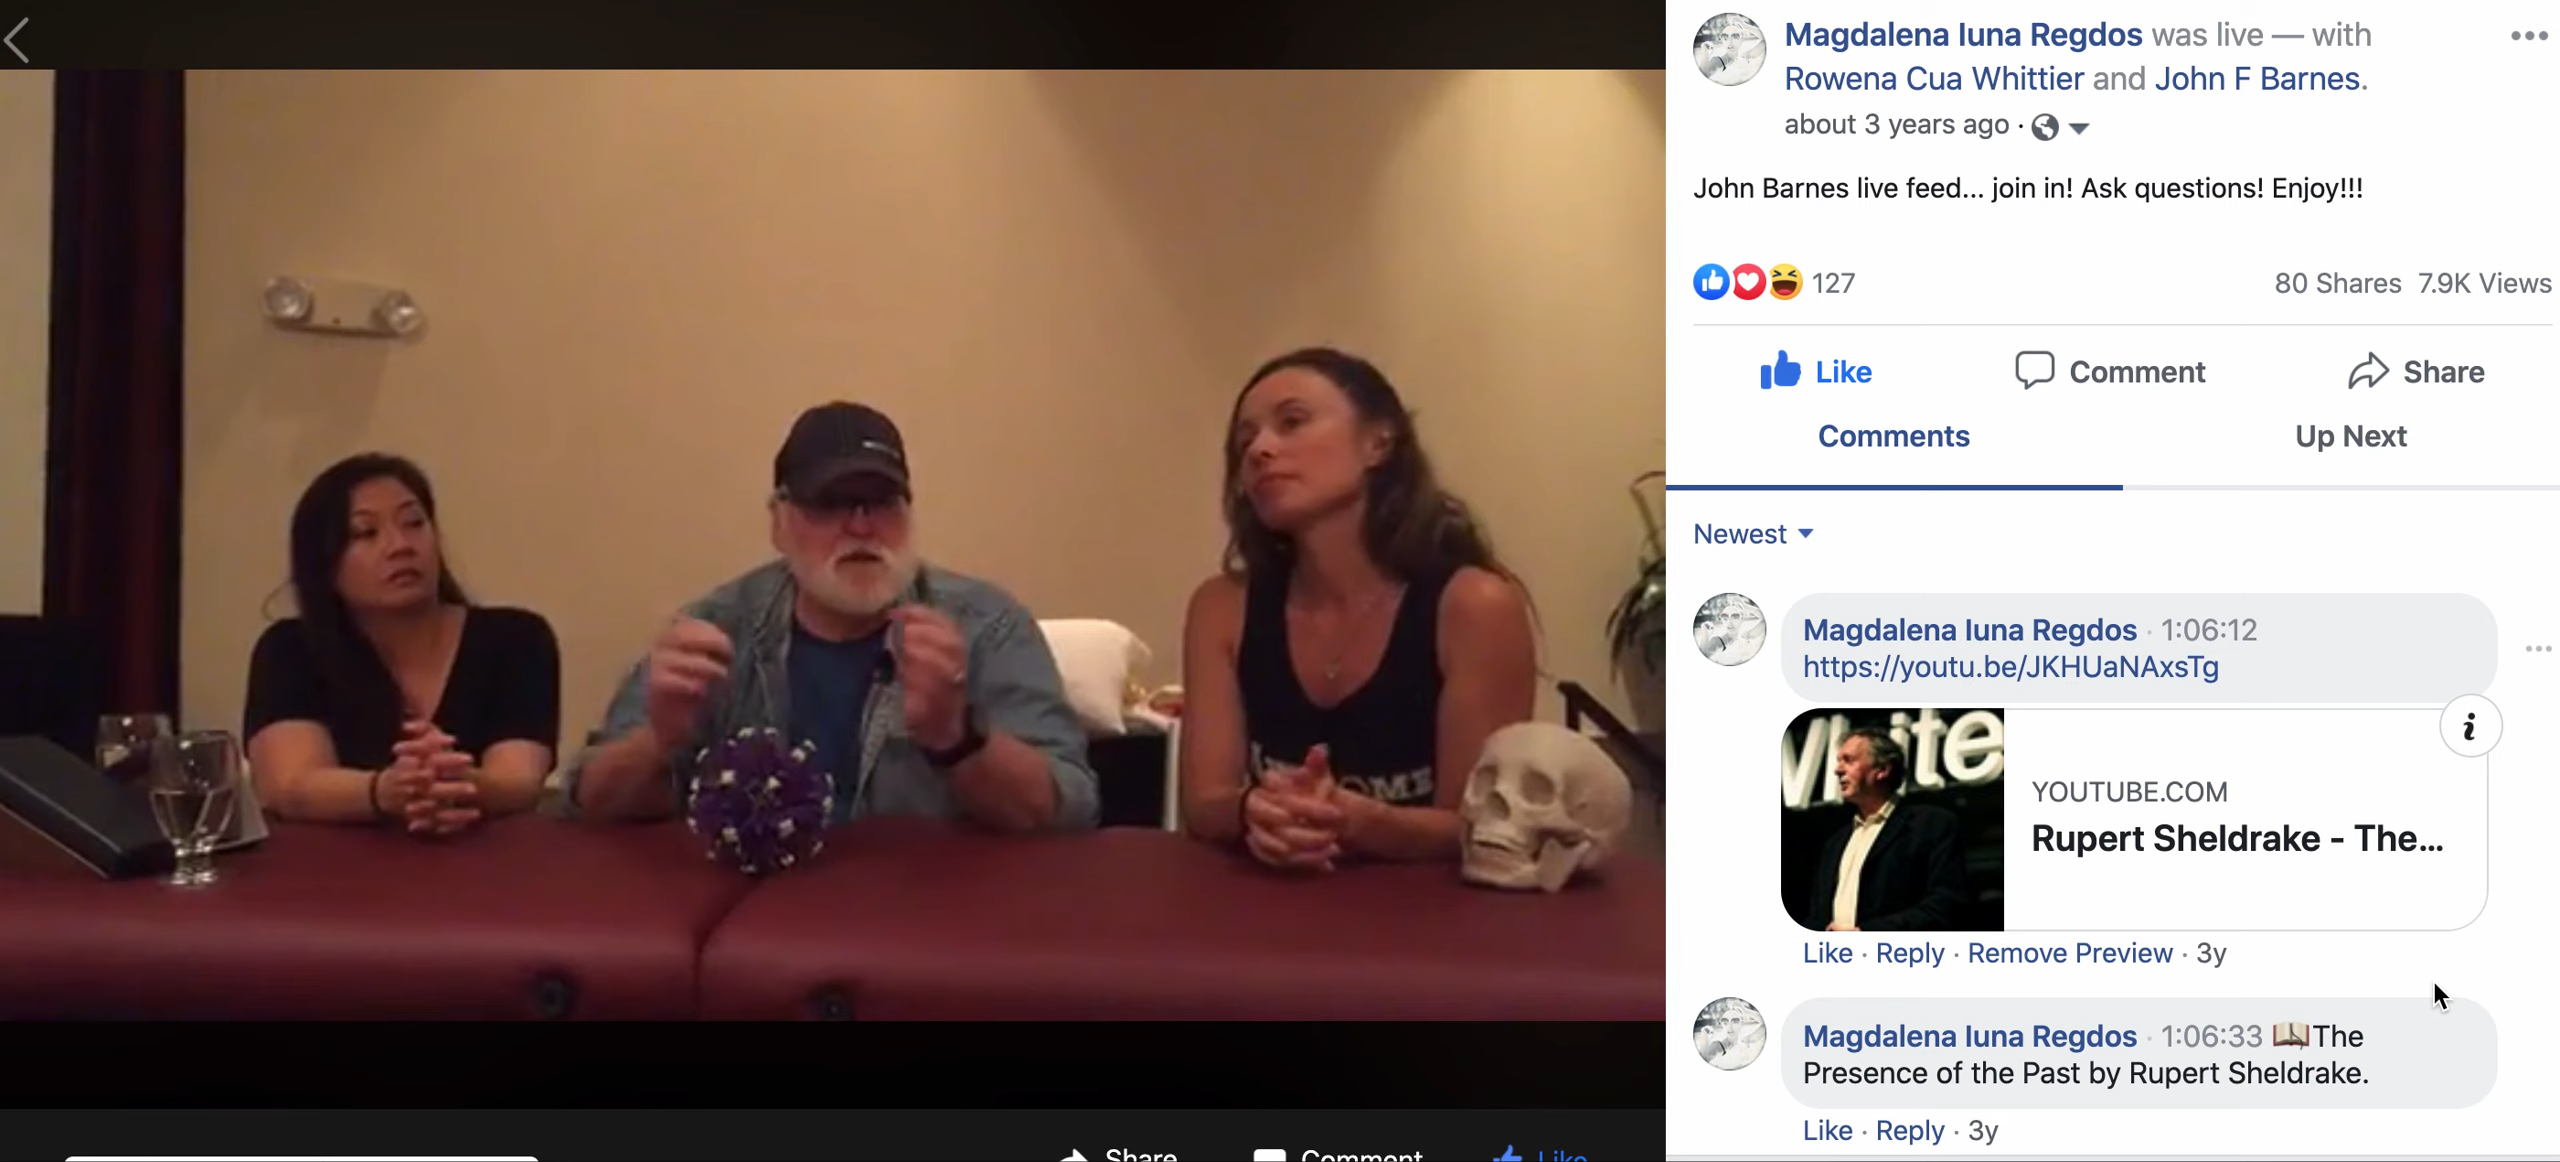 Magdalena Iuna Regdos was live — with
Rowena Cua Whittier and John F Barnes.
about 3 years ago ·
John Barnes live feed... join in! Ask questions! Enjoy!!!
127
80 Shares 7.9K Views
Like
Comment
Share
Comments
Up Next
Newest
Magdalena Iuna Regdos · 1:06:12
https://youtu.be/JKHUaNAxsTg
White
i
YOUTUBE.COM
Rupert Sheldrake - The...
Like · Reply · Remove Preview · 3y
Magdalena Iuna Regdos · 1:06:33 📖The
Presence of the Past by Rupert Sheldrake.
Like · Reply · 3y
Share
Comment
Like